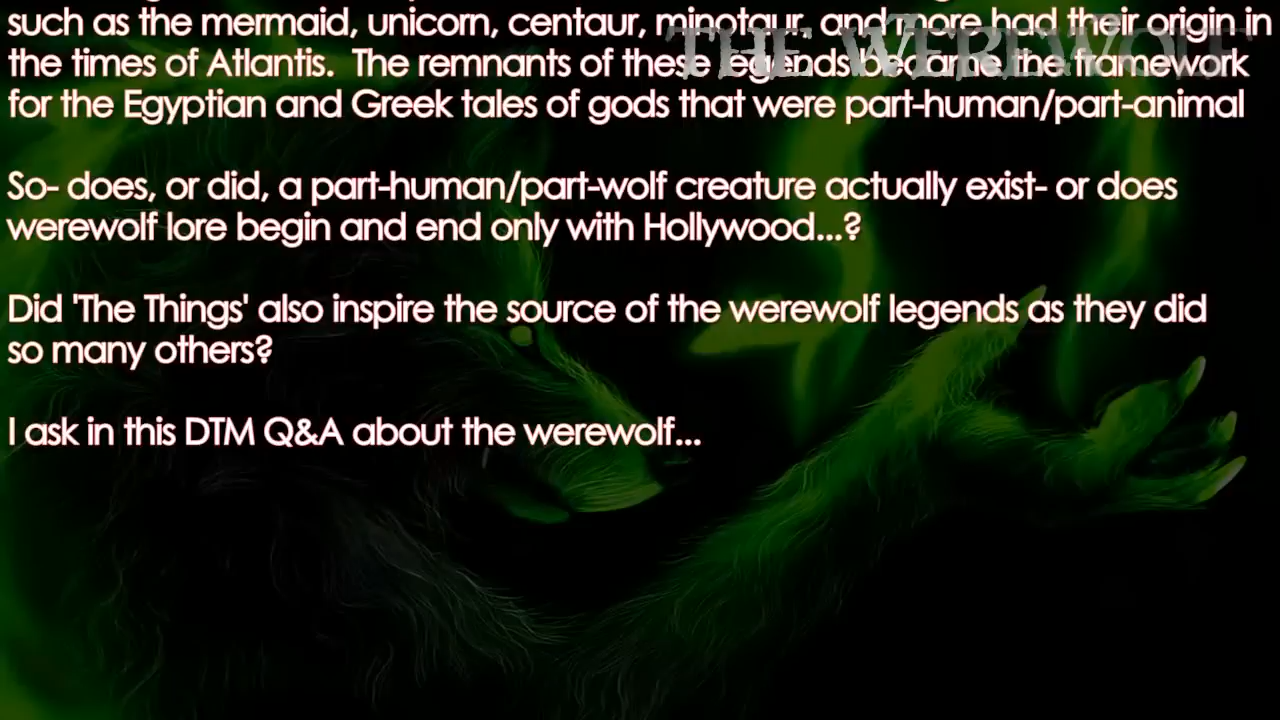 such as the mermaid, unicorn, centaur, minotaur, and more had their origin in
THE WEREWOLF
the times of Atlantis. The remnants of these legends became the framework
for the Egyptian and Greek tales of gods that were part-human/part-animal
So- does, or did, a part-human/part-wolf creature actually exist- or does
werewolf lore begin and end only with Hollywood...?
Did 'The Things' also inspire the source of the werewolf legends as they did
so many others?
I ask in this DTM Q&A about the werewolf...